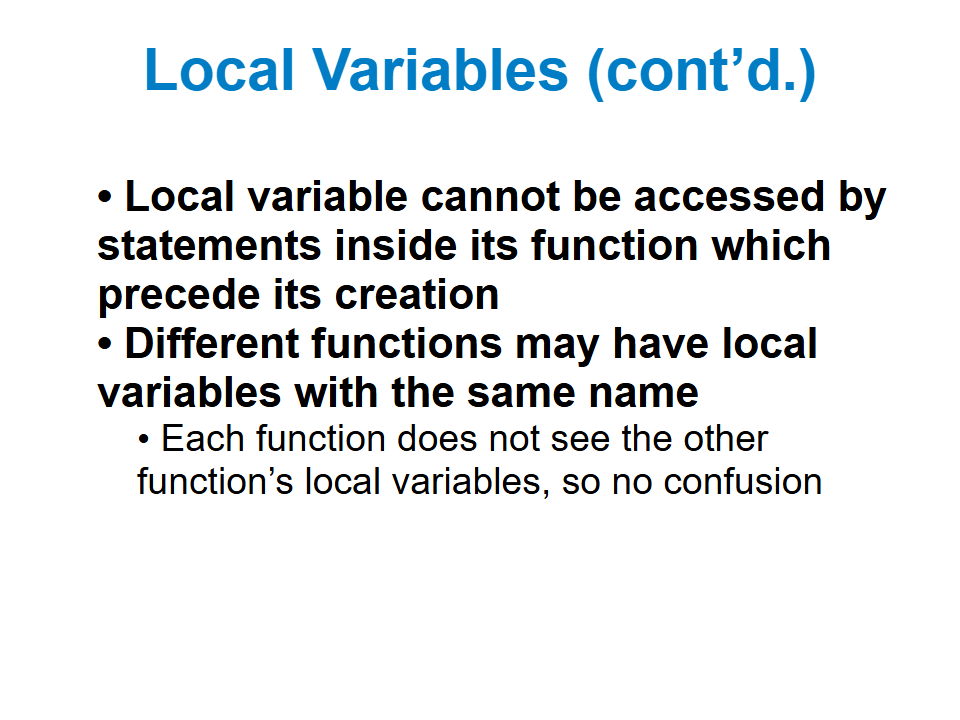 Local Variables (cont’d.)
• Local variable cannot be accessed by
statements inside its function which
precede its creation
• Different functions may have local
variables with the same name
• Each function does not see the other
function’s local variables, so no confusion